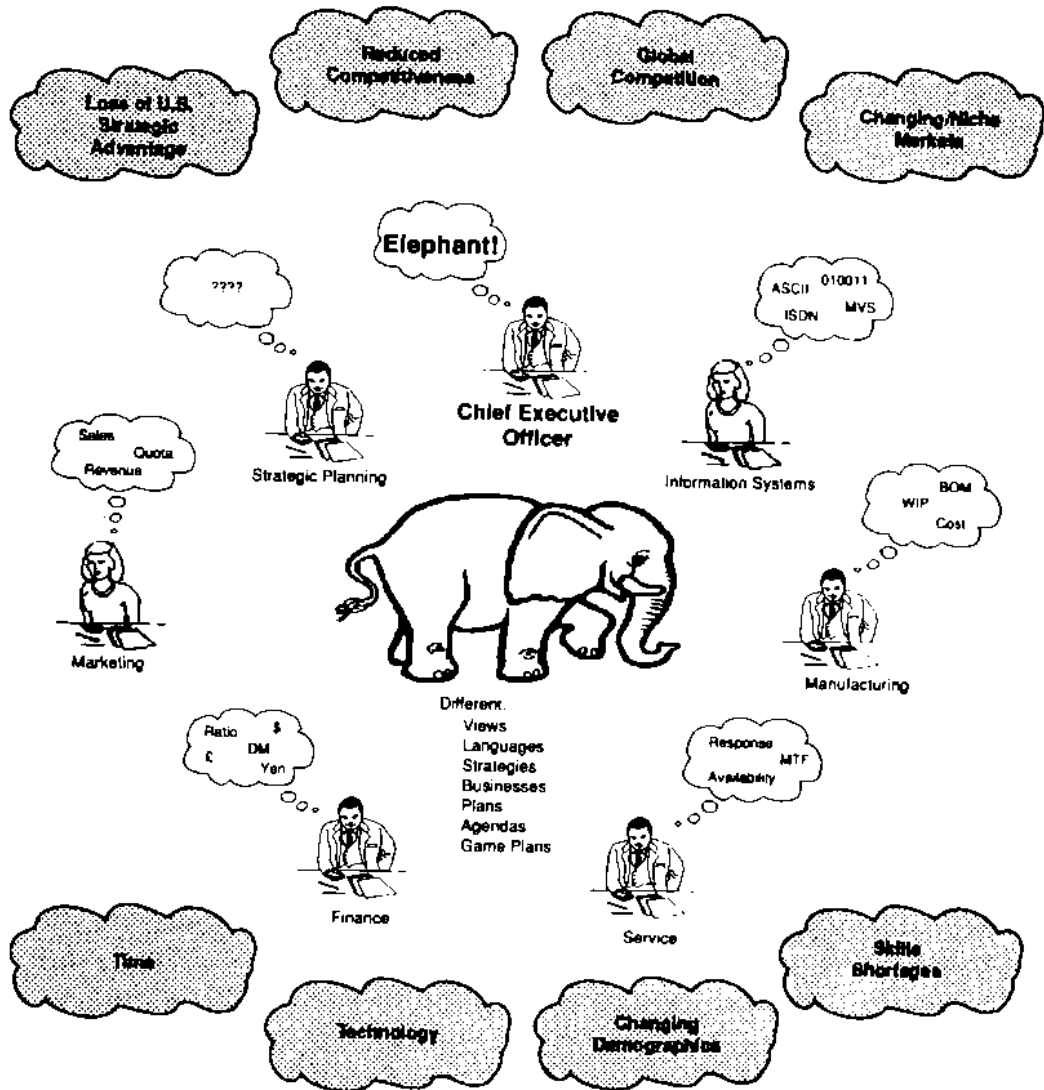 Reduced
Competitiveness
Global
Competition
Loss of U.S.
Strategic
Advantage
Changing/Niche
Markets
Elephant!
????
ASCII 010011
ISDN MVS
Chief Executive
Officer
Strategic Planning
Information Systems
Sales
Quota
Revenue
BOM
WIP
Cost
Marketing
Manufacturing
Different:
Views
Languages
Strategies
Businesses
Plans
Agendas
Game Plans
Ratio $
DM
£ Yen
Response
MTF
Availability
Finance
Service
Time
Skills
Shortages
Technology
Changing
Demographics